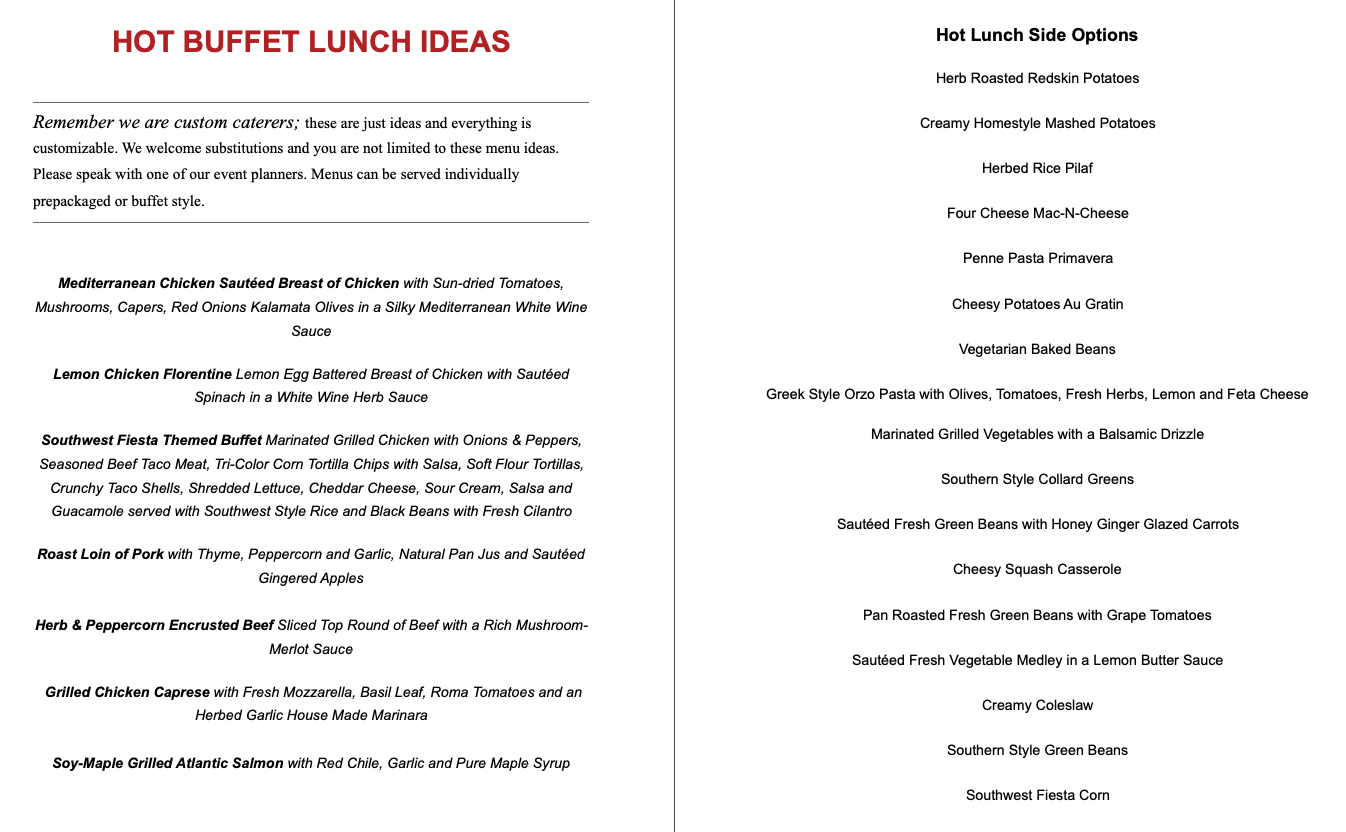 HOT BUFFET LUNCH IDEAS
Remember we are custom caterers; these are just ideas and everything is
customizable. We welcome substitutions and you are not limited to these menu ideas.
Please speak with one of our event planners. Menus can be served individually
prepackaged or buffet style.
Mediterranean Chicken Sautéed Breast of Chicken with Sun-dried Tomatoes,
Mushrooms, Capers, Red Onions Kalamata Olives in a Silky Mediterranean White Wine
Sauce
Lemon Chicken Florentine Lemon Egg Battered Breast of Chicken with Sautéed
Spinach in a White Wine Herb Sauce
Southwest Fiesta Themed Buffet Marinated Grilled Chicken with Onions & Peppers,
Seasoned Beef Taco Meat, Tri-Color Corn Tortilla Chips with Salsa, Soft Flour Tortillas,
Crunchy Taco Shells, Shredded Lettuce, Cheddar Cheese, Sour Cream, Salsa and
Guacamole served with Southwest Style Rice and Black Beans with Fresh Cilantro
Roast Loin of Pork with Thyme, Peppercorn and Garlic, Natural Pan Jus and Sautéed
Gingered Apples
Herb & Peppercorn Encrusted Beef Sliced Top Round of Beef with a Rich Mushroom-
Merlot Sauce
Grilled Chicken Caprese with Fresh Mozzarella, Basil Leaf, Roma Tomatoes and an
Herbed Garlic House Made Marinara
Soy-Maple Grilled Atlantic Salmon with Red Chile, Garlic and Pure Maple Syrup
Hot Lunch Side Options
Herb Roasted Redskin Potatoes
Creamy Homestyle Mashed Potatoes
Herbed Rice Pilaf
Four Cheese Mac-N-Cheese
Penne Pasta Primavera
Cheesy Potatoes Au Gratin
Vegetarian Baked Beans
Greek Style Orzo Pasta with Olives, Tomatoes, Fresh Herbs, Lemon and Feta Cheese
Marinated Grilled Vegetables with a Balsamic Drizzle
Southern Style Collard Greens
Sautéed Fresh Green Beans with Honey Ginger Glazed Carrots
Cheesy Squash Casserole
Pan Roasted Fresh Green Beans with Grape Tomatoes
Sautéed Fresh Vegetable Medley in a Lemon Butter Sauce
Creamy Coleslaw
Southern Style Green Beans
Southwest Fiesta Corn